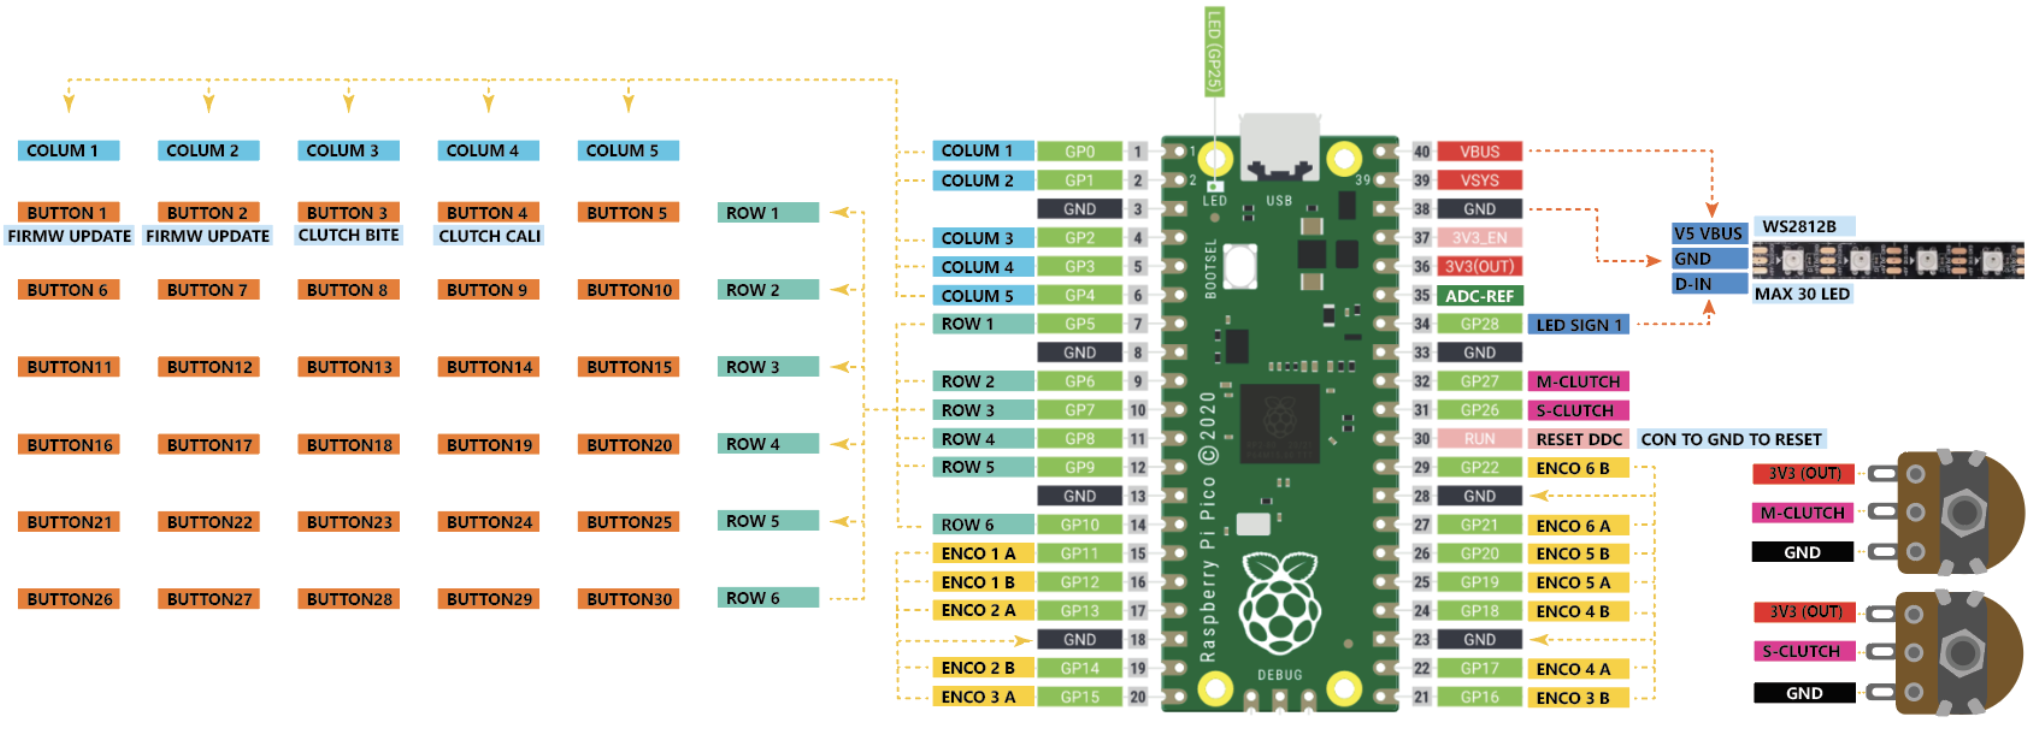 LED (GP25)
COLUM 1 COLUM 2 COLUM 3 COLUM 4 COLUM 5
BUTTON 1 BUTTON 2 BUTTON 3 BUTTON 4 BUTTON 5 ROW 1
FIRMW UPDATE FIRMW UPDATE CLUTCH BITE CLUTCH CALI
BUTTON 6 BUTTON 7 BUTTON 8 BUTTON 9 BUTTON10 ROW 2
BUTTON11 BUTTON12 BUTTON13 BUTTON14 BUTTON15 ROW 3
BUTTON16 BUTTON17 BUTTON18 BUTTON19 BUTTON20 ROW 4
BUTTON21 BUTTON22 BUTTON23 BUTTON24 BUTTON25 ROW 5
BUTTON26 BUTTON27 BUTTON28 BUTTON29 BUTTON30 ROW 6
COLUM 1 GP0 1
COLUM 2 GP1 2
GND 3
COLUM 3 GP2 4
COLUM 4 GP3 5
COLUM 5 GP4 6
ROW 1 GP5 7
GND 8
ROW 2 GP6 9
ROW 3 GP7 10
ROW 4 GP8 11
ROW 5 GP9 12
GND 13
ROW 6 GP10 14
ENCO 1 A GP11 15
ENCO 1 B GP12 16
ENCO 2 A GP13 17
GND 18
ENCO 2 B GP14 19
ENCO 3 A GP15 20
1
2 39
LED USB
BOOTSEL
Raspberry Pi Pico ©2020
DEBUG
40 VBUS
39 VSYS
38 GND
37 3V3_EN
36 3V3(OUT)
35 ADC-REF
34 GP28 LED SIGN 1
33 GND
32 GP27 M-CLUTCH
31 GP26 S-CLUTCH
30 RUN RESET DDC CON TO GND TO RESET
29 GP22 ENCO 6 B
28 GND
27 GP21 ENCO 6 A
26 GP20 ENCO 5 B
25 GP19 ENCO 5 A
24 GP18 ENCO 4 B
23 GND
22 GP17 ENCO 4 A
21 GP16 ENCO 3 B
V5 VBUS WS2812B
GND
D-IN MAX 30 LED
3V3 (OUT)
M-CLUTCH
GND
3V3 (OUT)
S-CLUTCH
GND